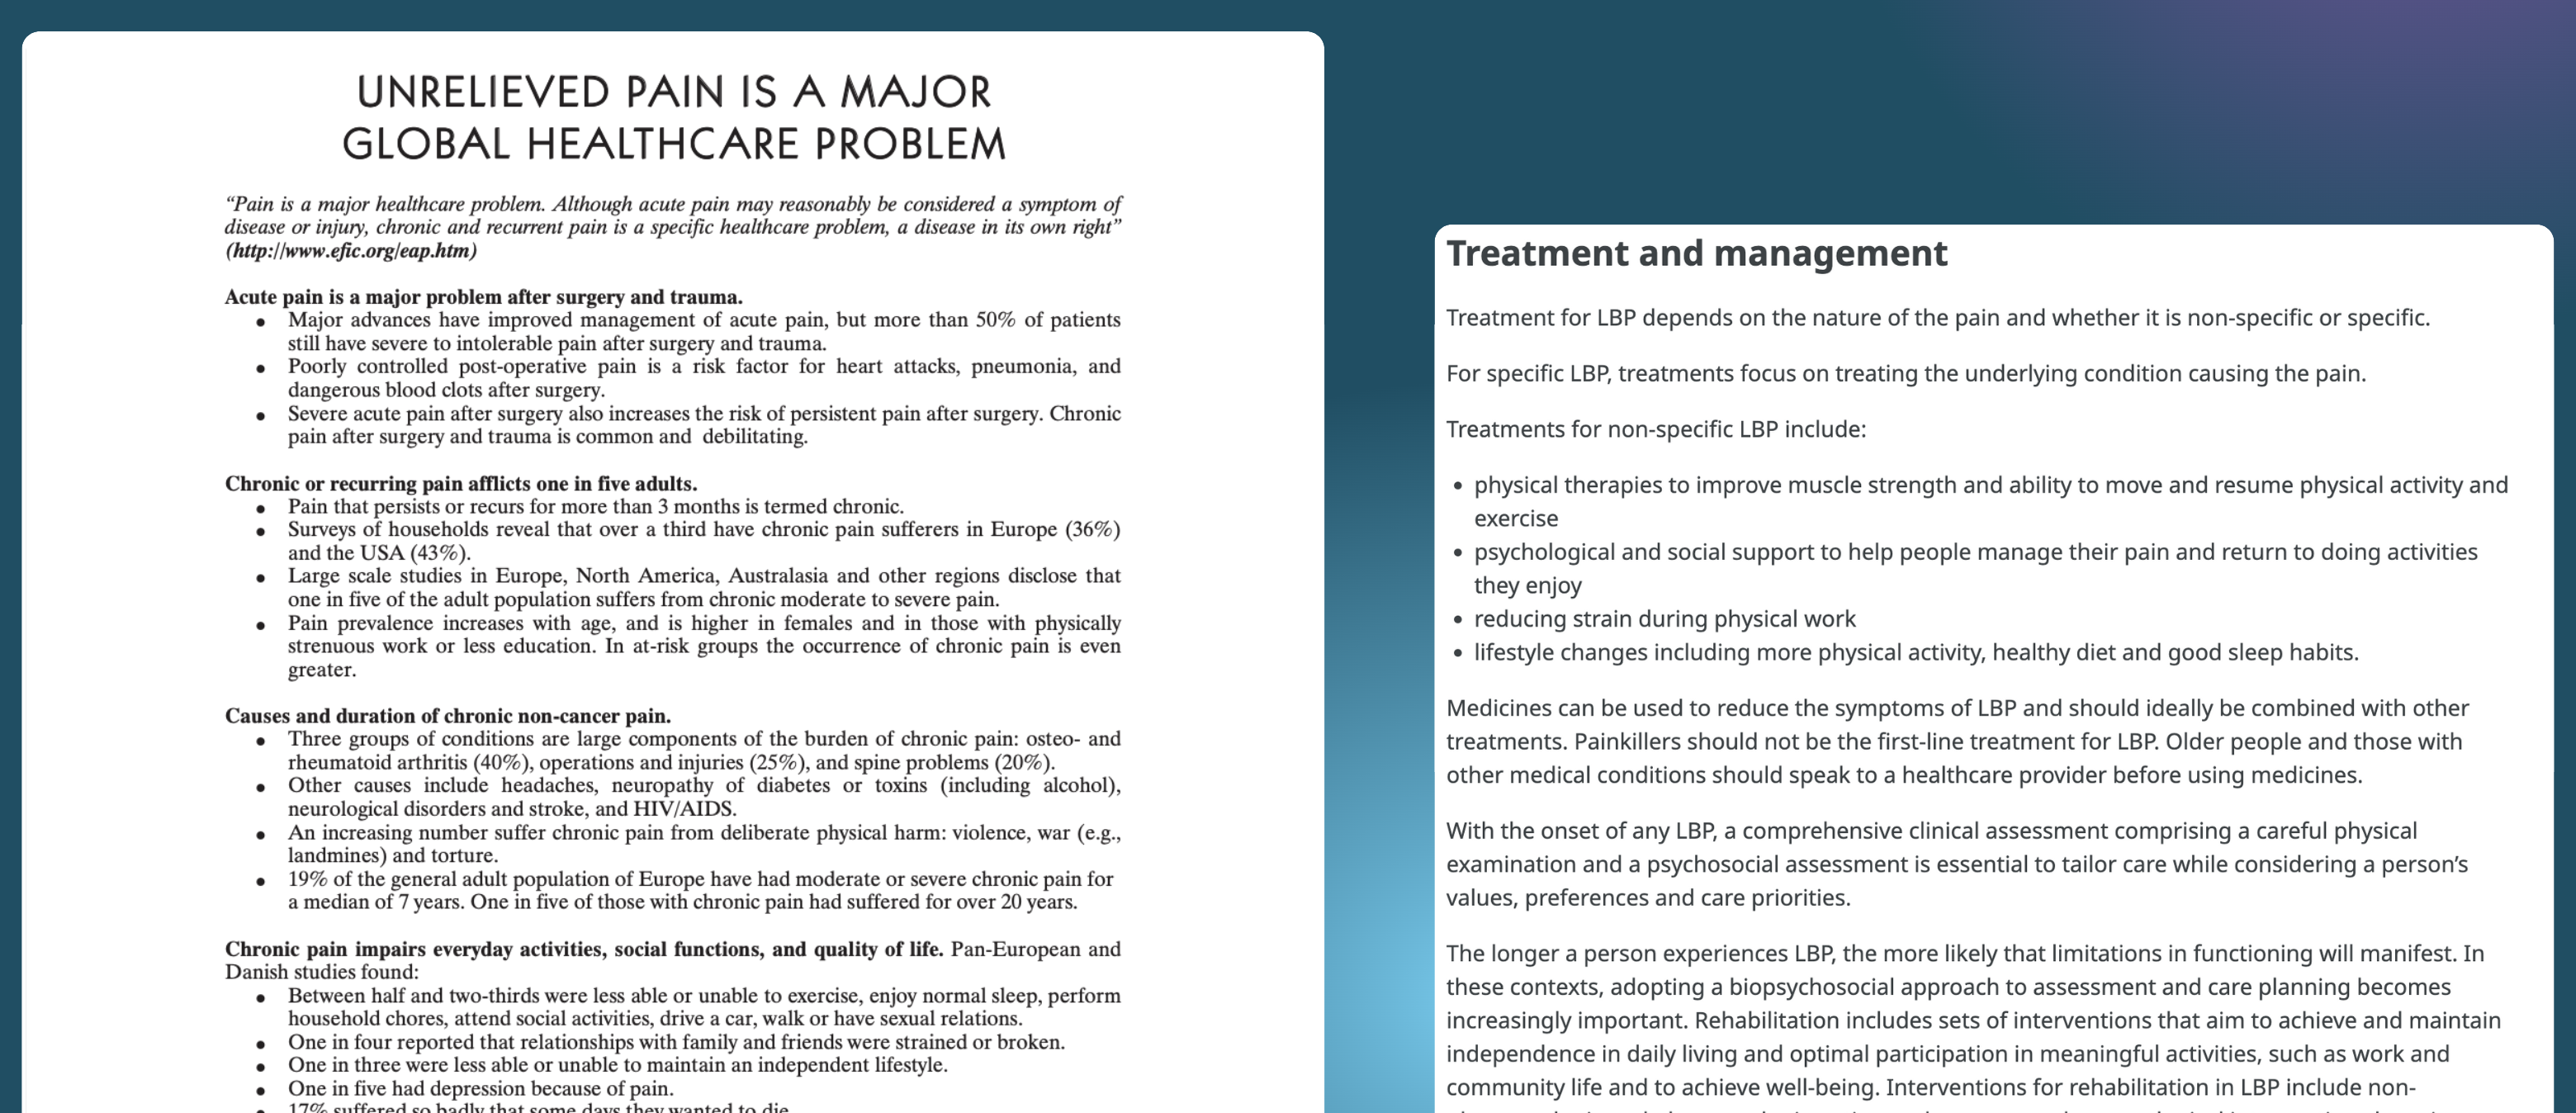 UNRELIEVED PAIN IS A MAJOR
GLOBAL HEALTHCARE PROBLEM
“Pain is a major healthcare problem. Although acute pain may reasonably be considered a symptom of
disease or injury, chronic and recurrent pain is a specific healthcare problem, a disease in its own right”
(http://www.efic.org/eap.htm)
Acute pain is a major problem after surgery and trauma.
● Major advances have improved management of acute pain, but more than 50% of patients
still have severe to intolerable pain after surgery and trauma.
● Poorly controlled post-operative pain is a risk factor for heart attacks, pneumonia, and
dangerous blood clots after surgery.
● Severe acute pain after surgery also increases the risk of persistent pain after surgery. Chronic
pain after surgery and trauma is common and debilitating.
Chronic or recurring pain afflicts one in five adults.
● Pain that persists or recurs for more than 3 months is termed chronic.
● Surveys of households reveal that over a third have chronic pain sufferers in Europe (36%)
and the USA (43%).
● Large scale studies in Europe, North America, Australasia and other regions disclose that
one in five of the adult population suffers from chronic moderate to severe pain.
● Pain prevalence increases with age, and is higher in females and in those with physically
strenuous work or less education. In at-risk groups the occurrence of chronic pain is even
greater.
Causes and duration of chronic non-cancer pain.
● Three groups of conditions are large components of the burden of chronic pain: osteo- and
rheumatoid arthritis (40%), operations and injuries (25%), and spine problems (20%).
● Other causes include headaches, neuropathy of diabetes or toxins (including alcohol),
neurological disorders and stroke, and HIV/AIDS.
● An increasing number suffer chronic pain from deliberate physical harm: violence, war (e.g.,
landmines) and torture.
● 19% of the general adult population of Europe have had moderate or severe chronic pain for
a median of 7 years. One in five of those with chronic pain had suffered for over 20 years.
Chronic pain impairs everyday activities, social functions, and quality of life. Pan-European and
Danish studies found:
● Between half and two-thirds were less able or unable to exercise, enjoy normal sleep, perform
household chores, attend social activities, drive a car, walk or have sexual relations.
● One in four reported that relationships with family and friends were strained or broken.
● One in three were less able or unable to maintain an independent lifestyle.
● One in five had depression because of pain.
● 17% suffered so badly that some days they wanted to die
Treatment and management
Treatment for LBP depends on the nature of the pain and whether it is non-specific or specific.
For specific LBP, treatments focus on treating the underlying condition causing the pain.
Treatments for non-specific LBP include:
• physical therapies to improve muscle strength and ability to move and resume physical activity and
exercise
• psychological and social support to help people manage their pain and return to doing activities
they enjoy
• reducing strain during physical work
• lifestyle changes including more physical activity, healthy diet and good sleep habits.
Medicines can be used to reduce the symptoms of LBP and should ideally be combined with other
treatments. Painkillers should not be the first-line treatment for LBP. Older people and those with
other medical conditions should speak to a healthcare provider before using medicines.
With the onset of any LBP, a comprehensive clinical assessment comprising a careful physical
examination and a psychosocial assessment is essential to tailor care while considering a person’s
values, preferences and care priorities.
The longer a person experiences LBP, the more likely that limitations in functioning will manifest. In
these contexts, adopting a biopsychosocial approach to assessment and care planning becomes
increasingly important. Rehabilitation includes sets of interventions that aim to achieve and maintain
independence in daily living and optimal participation in meaningful activities, such as work and
community life and to achieve well-being. Interventions for rehabilitation in LBP include non-